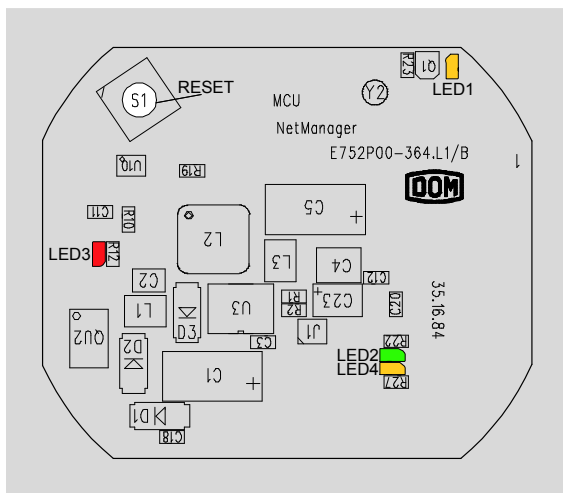 R23
Q1
LED1
S1
RESET
MCU
Y2
NetManager
E752P00-364.L1/B
U10
R19
1
DOM
C11
R10
C5
+
L2
LED3
R12
L3
C4
C2
C12
R1
C23
+
L1
U3
R2
C20
35.16.84
D3
QU2
J1
D2
C3
R22
LED2
C1
+
LED4
R27
D1
C18